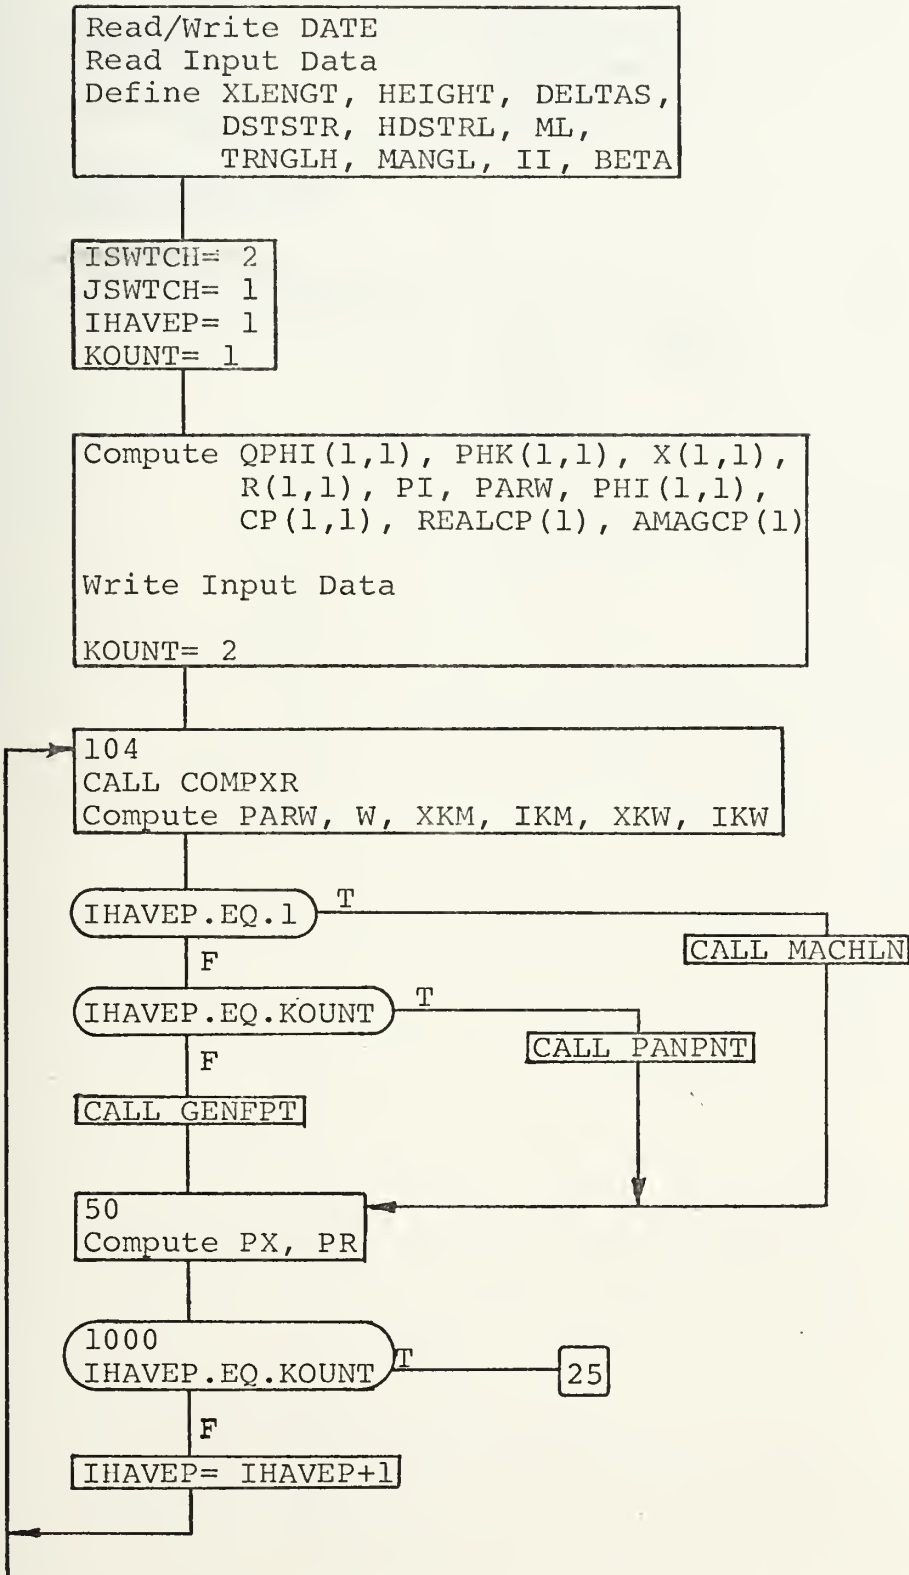 Read/Write DATE
Read Input Data
Define XLENGT, HEIGHT, DELTAS,
DSTSTR, HDSTRL, ML,
TRNGLH, MANGL, II, BETA
ISWTCH= 2
JSWTCH= 1
IHAVEP= 1
KOUNT= 1
Compute QPHI(1,1), PHK(1,1), X(1,1),
R(1,1), PI, PARW, PHI(1,1),
CP(1,1), REALCP(1), AMAGCP(1)
Write Input Data
KOUNT= 2
104
CALL COMPXR
Compute PARW, W, XKM, IKM, XKW, IKW
IHAVEP.EQ.1
T
CALL MACHLN
F
IHAVEP.EQ.KOUNT
T
CALL PANPNT
F
CALL GENFPT
50
Compute PX, PR
1000
IHAVEP.EQ.KOUNT
T
25
F
IHAVEP= IHAVEP+1